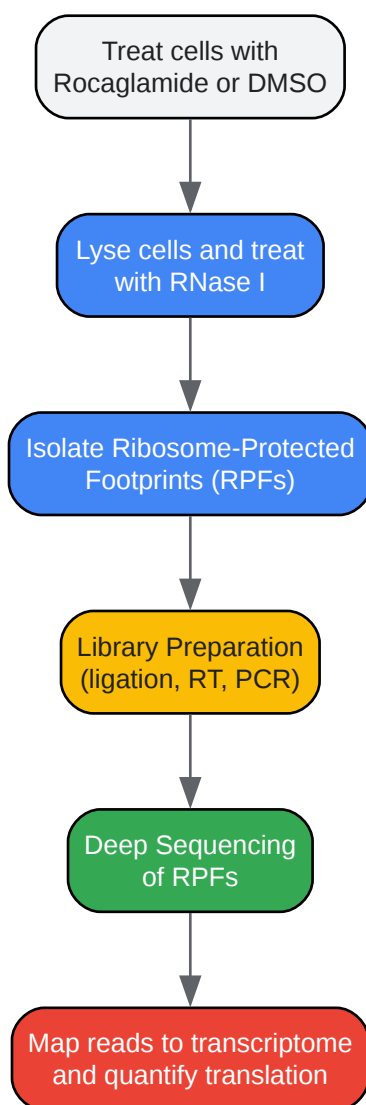 Treat cells with
Rocaglamide or DMSO
Lyse cells and treat
with RNase I
Isolate Ribosome-Protected
Footprints (RPFs)
Library Preparation
(ligation, RT, PCR)
Deep Sequencing
of RPFs
Map reads to transcriptome
and quantify translation